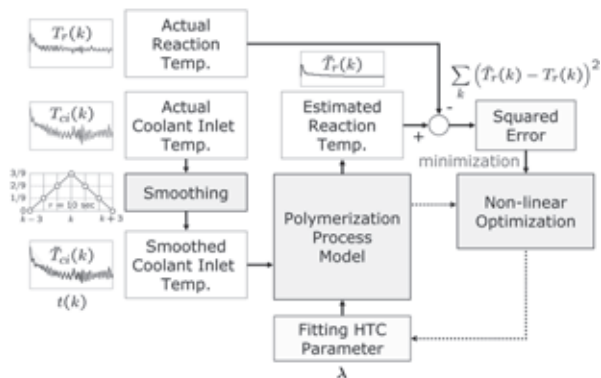 T_r(k)
Actual
Reaction
Temp.
T̂_r(k)
∑_k (T̂_r(k) − T_r(k))²
T_ci(k)
Actual
Coolant Inlet
Temp.
Estimated
Reaction
Temp.
+
-
Squared
Error
minimization
3/9
2/9
1/9
0
r = 10 sec
k − 3
k
k + 3
Smoothing
Polymerization
Process
Model
Non-linear
Optimization
T̃_ci(k)
t(k)
Smoothed
Coolant Inlet
Temp.
Fitting HTC
Parameter
λ